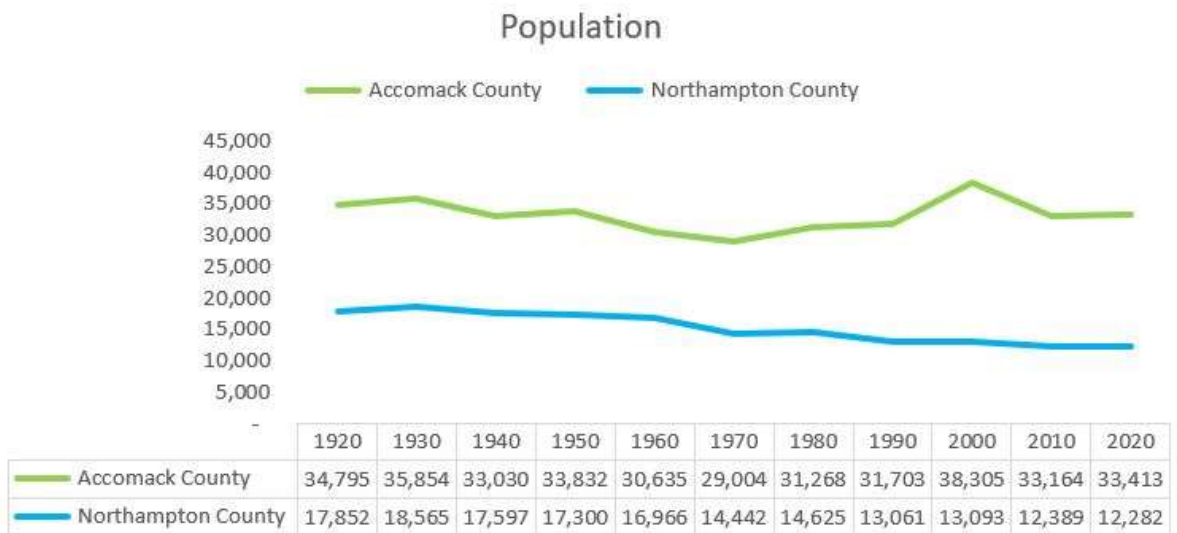 Population
Accomack County Northampton County
45,000
40,000
35,000
30,000
25,000
20,000
15,000
10,000
5,000
-
1920 1930 1940 1950 1960 1970 1980 1990 2000 2010 2020
Accomack County 34,795 35,854 33,030 33,832 30,635 29,004 31,268 31,703 38,305 33,164 33,413
Northampton County 17,852 18,565 17,597 17,300 16,966 14,442 14,625 13,061 13,093 12,389 12,282